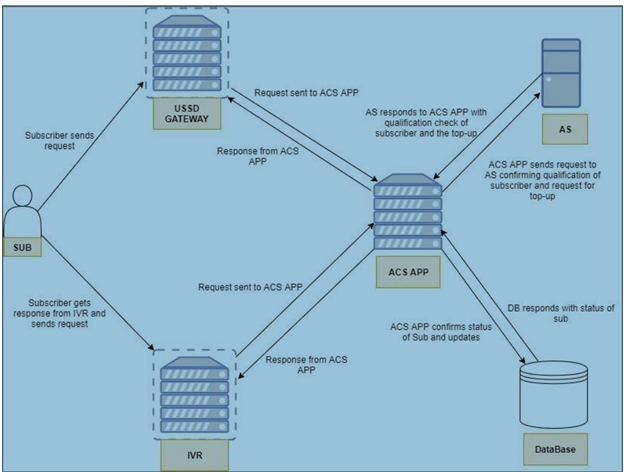 USSD
GATEWAY
Request sent to ACS APP
AS responds to ACS APP with
qualification check of
subscriber and the top-up
AS
Subscriber sends
request
Response from ACS
APP
ACS APP sends request to
AS confirming qualification of
subscriber and request for
top-up
SUB
ACS APP
Subscriber gets
response from IVR and
sends request
Request sent to ACS APP
DB responds with status of
sub
ACS APP confirms status
of Sub and updates
Response from ACS
APP
IVR
DataBase